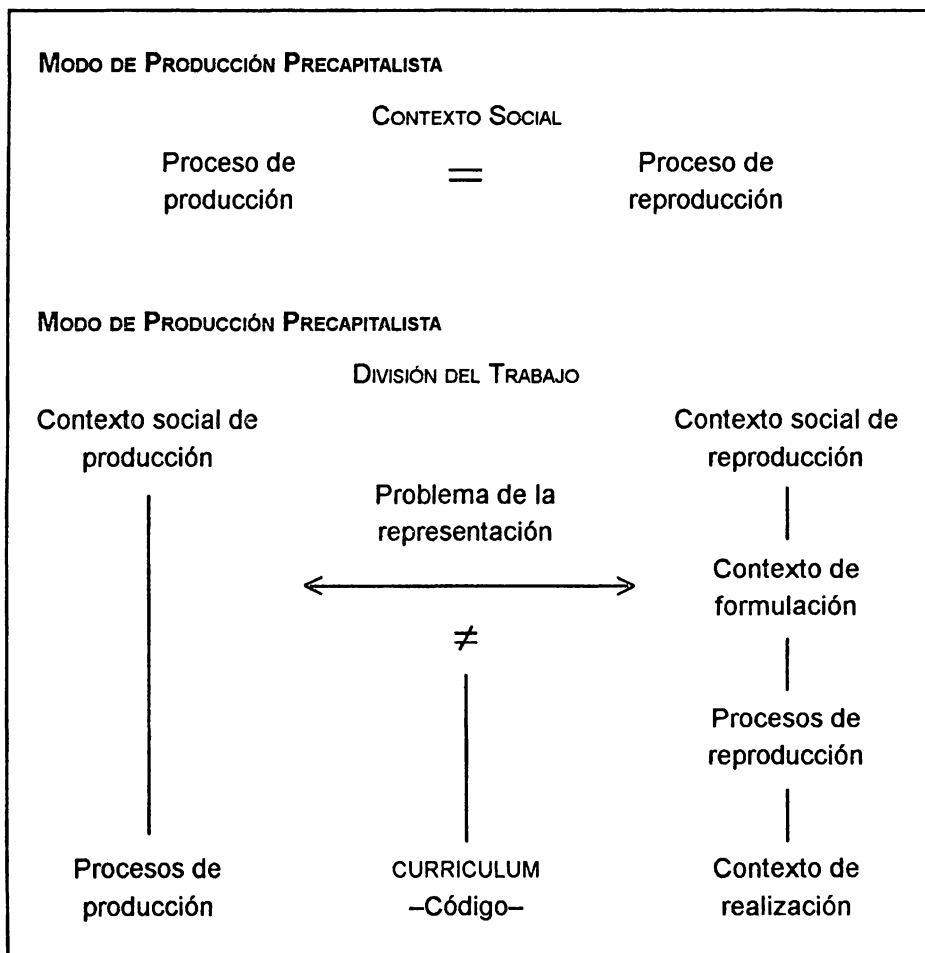 MODO DE PRODUCCIÓN PRECAPITALISTA
CONTEXTO SOCIAL
Proceso de
producción
=
Proceso de
reproducción
MODO DE PRODUCCIÓN PRECAPITALISTA
DIVISIÓN DEL TRABAJO
Contexto social de
producción
Contexto social de
reproducción
Problema de la
representación
≠
Contexto de
formulación
Procesos de
reproducción
Procesos de
producción
CURRICULUM
–Código–
Contexto de
realización